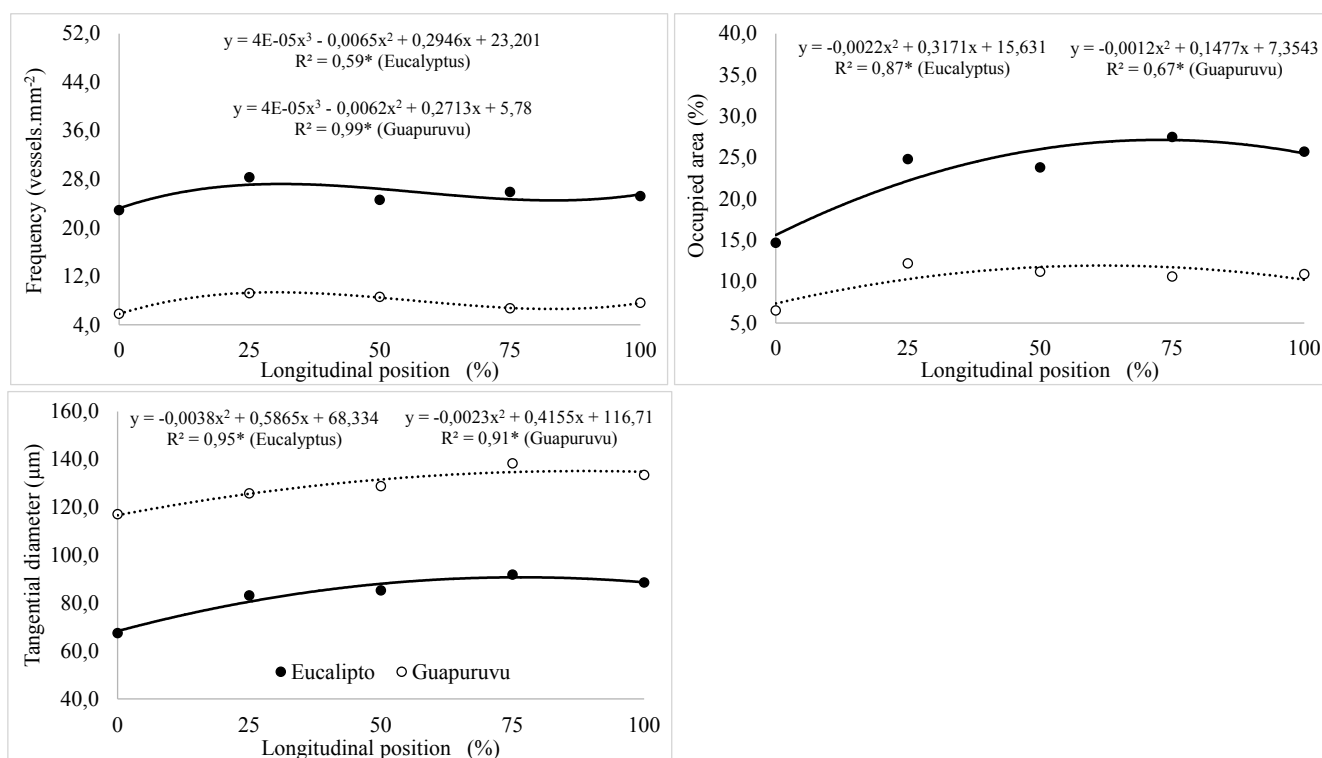 y = 4E-05x³ - 0,0065x² + 0,2946x + 23,201
R² = 0,59* (Eucalyptus)
y = 4E-05x³ - 0,0062x² + 0,2713x + 5,78
R² = 0,99* (Guapuruvu)
Frequency (vessels.mm⁻²)
52,0
44,0
36,0
28,0
20,0
12,0
4,0
0 25 50 75 100
Longitudinal position (%)
y = -0,0022x² + 0,3171x + 15,631
R² = 0,87* (Eucalyptus)
y = -0,0012x² + 0,1477x + 7,3543
R² = 0,67* (Guapuruvu)
Occupied area (%)
40,0
35,0
30,0
25,0
20,0
15,0
10,0
5,0
0 25 50 75 100
Longitudinal position (%)
y = -0,0038x² + 0,5865x + 68,334
R² = 0,95* (Eucalyptus)
y = -0,0023x² + 0,4155x + 116,71
R² = 0,91* (Guapuruvu)
Tangential diameter (µm)
160,0
140,0
120,0
100,0
80,0
60,0
40,0
Eucalipto Guapuruvu
0 25 50 75 100
Longitudinal position (%)